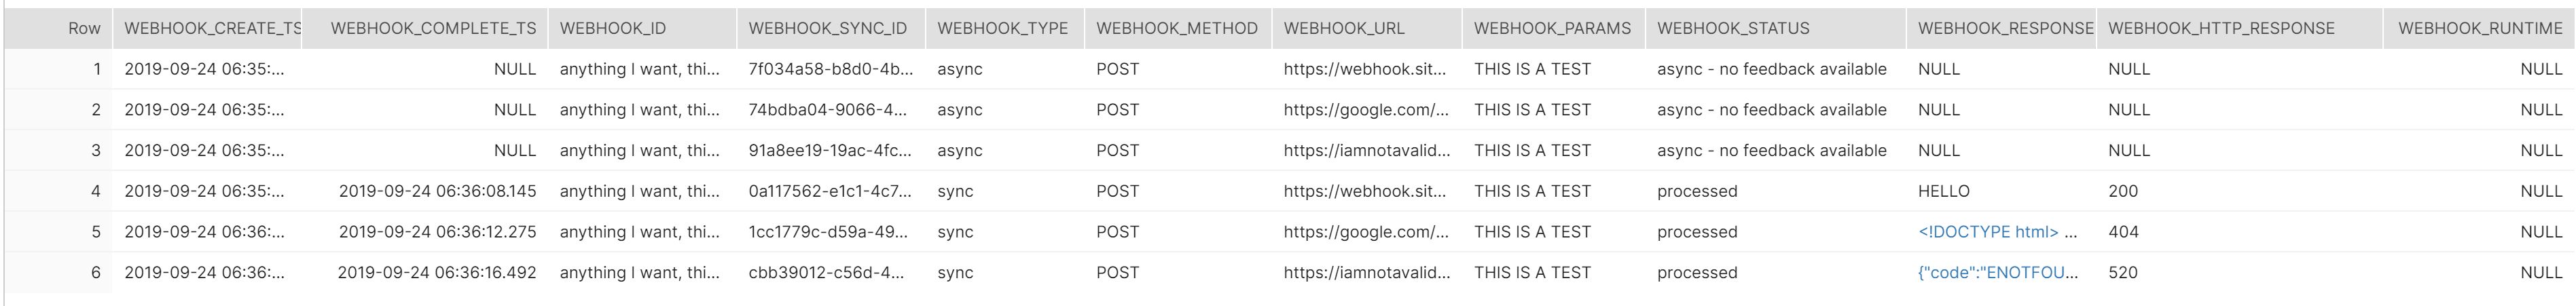 Row WEBHOOK_CREATE_TS WEBHOOK_COMPLETE_TS WEBHOOK_ID WEBHOOK_SYNC_ID WEBHOOK_TYPE WEBHOOK_METHOD WEBHOOK_URL WEBHOOK_PARAMS WEBHOOK_STATUS WEBHOOK_RESPONSE WEBHOOK_HTTP_RESPONSE WEBHOOK_RUNTIME
1 2019-09-24 06:35:... NULL anything I want, thi... 7f034a58-b8d0-4b... async POST https://webhook.sit... THIS IS A TEST async - no feedback available NULL NULL NULL
2 2019-09-24 06:35:... NULL anything I want, thi... 74bdba04-9066-4... async POST https://google.com/... THIS IS A TEST async - no feedback available NULL NULL NULL
3 2019-09-24 06:35:... NULL anything I want, thi... 91a8ee19-19ac-4fc... async POST https://iamnotavalid... THIS IS A TEST async - no feedback available NULL NULL NULL
4 2019-09-24 06:35:... 2019-09-24 06:36:08.145 anything I want, thi... 0a117562-e1c1-4c7... sync POST https://webhook.sit... THIS IS A TEST processed HELLO 200 NULL
5 2019-09-24 06:36:... 2019-09-24 06:36:12.275 anything I want, thi... 1cc1779c-d59a-49... sync POST https://google.com/... THIS IS A TEST processed <!DOCTYPE html> ... 404 NULL
6 2019-09-24 06:36:... 2019-09-24 06:36:16.492 anything I want, thi... cbb39012-c56d-4... sync POST https://iamnotavalid... THIS IS A TEST processed {"code":"ENOTFOU... 520 NULL